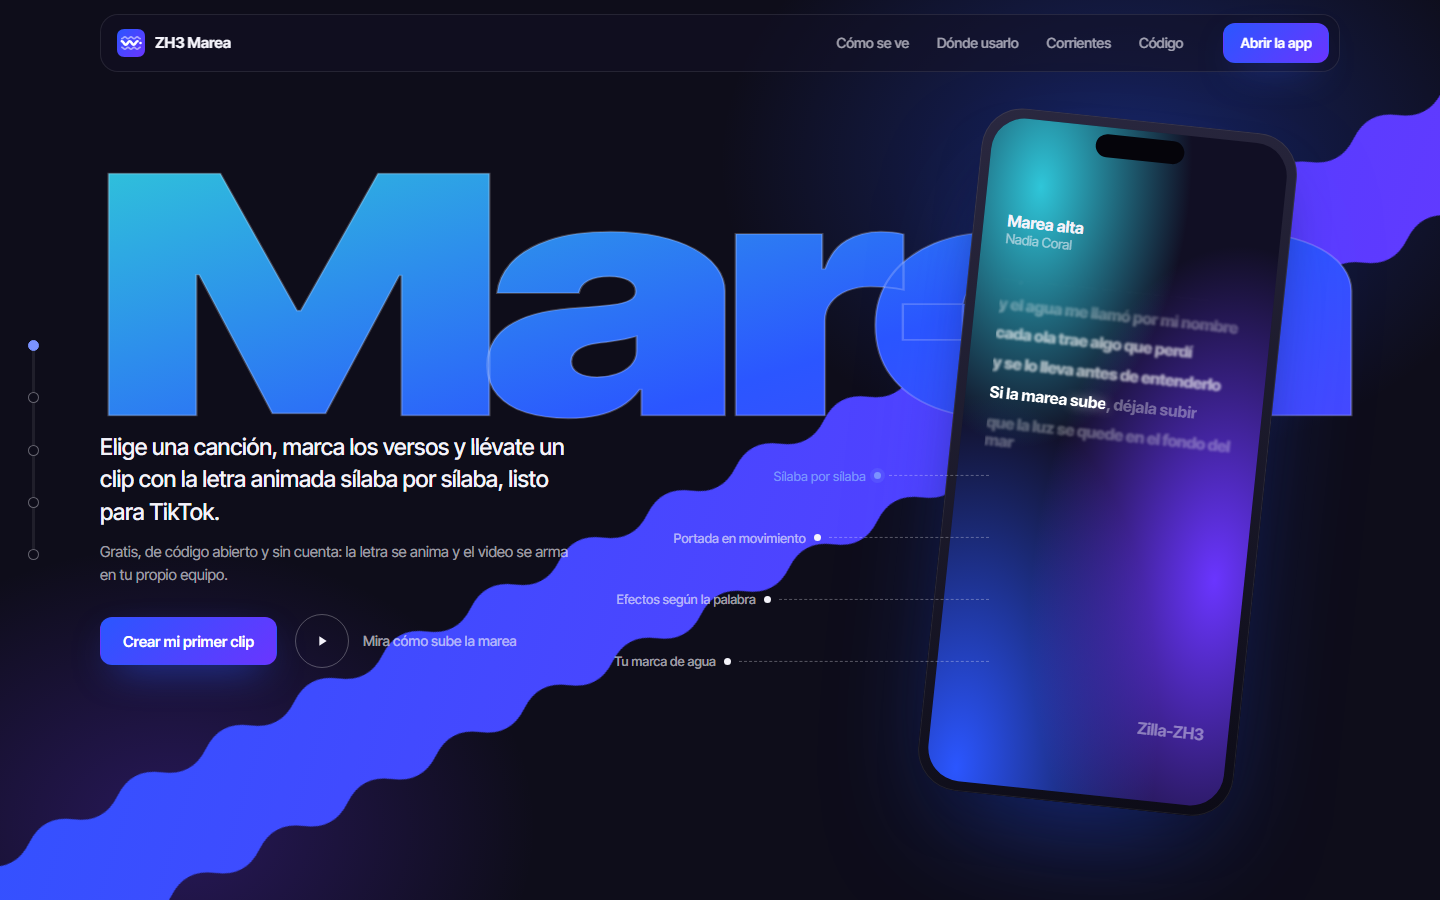 ZH3 Marea
Cómo se ve
Dónde usarlo
Corrientes
Código
Abrir la app
Marea
Elige una canción, marca los versos y llévate un
clip con la letra animada sílaba por sílaba, listo
para TikTok.
Gratis, de código abierto y sin cuenta: la letra se anima y el video se arma
en tu propio equipo.
Crear mi primer clip
Mira cómo sube la marea
Sílaba por sílaba
Portada en movimiento
Efectos según la palabra
Tu marca de agua
Marea alta
Nadia Coral
y el agua me llamó por mi nombre
cada ola trae algo que perdí
y se lo lleva antes de entenderlo
Si la marea sube, déjala subir
que la luz se quede en el fondo del
mar
Zilla-ZH3